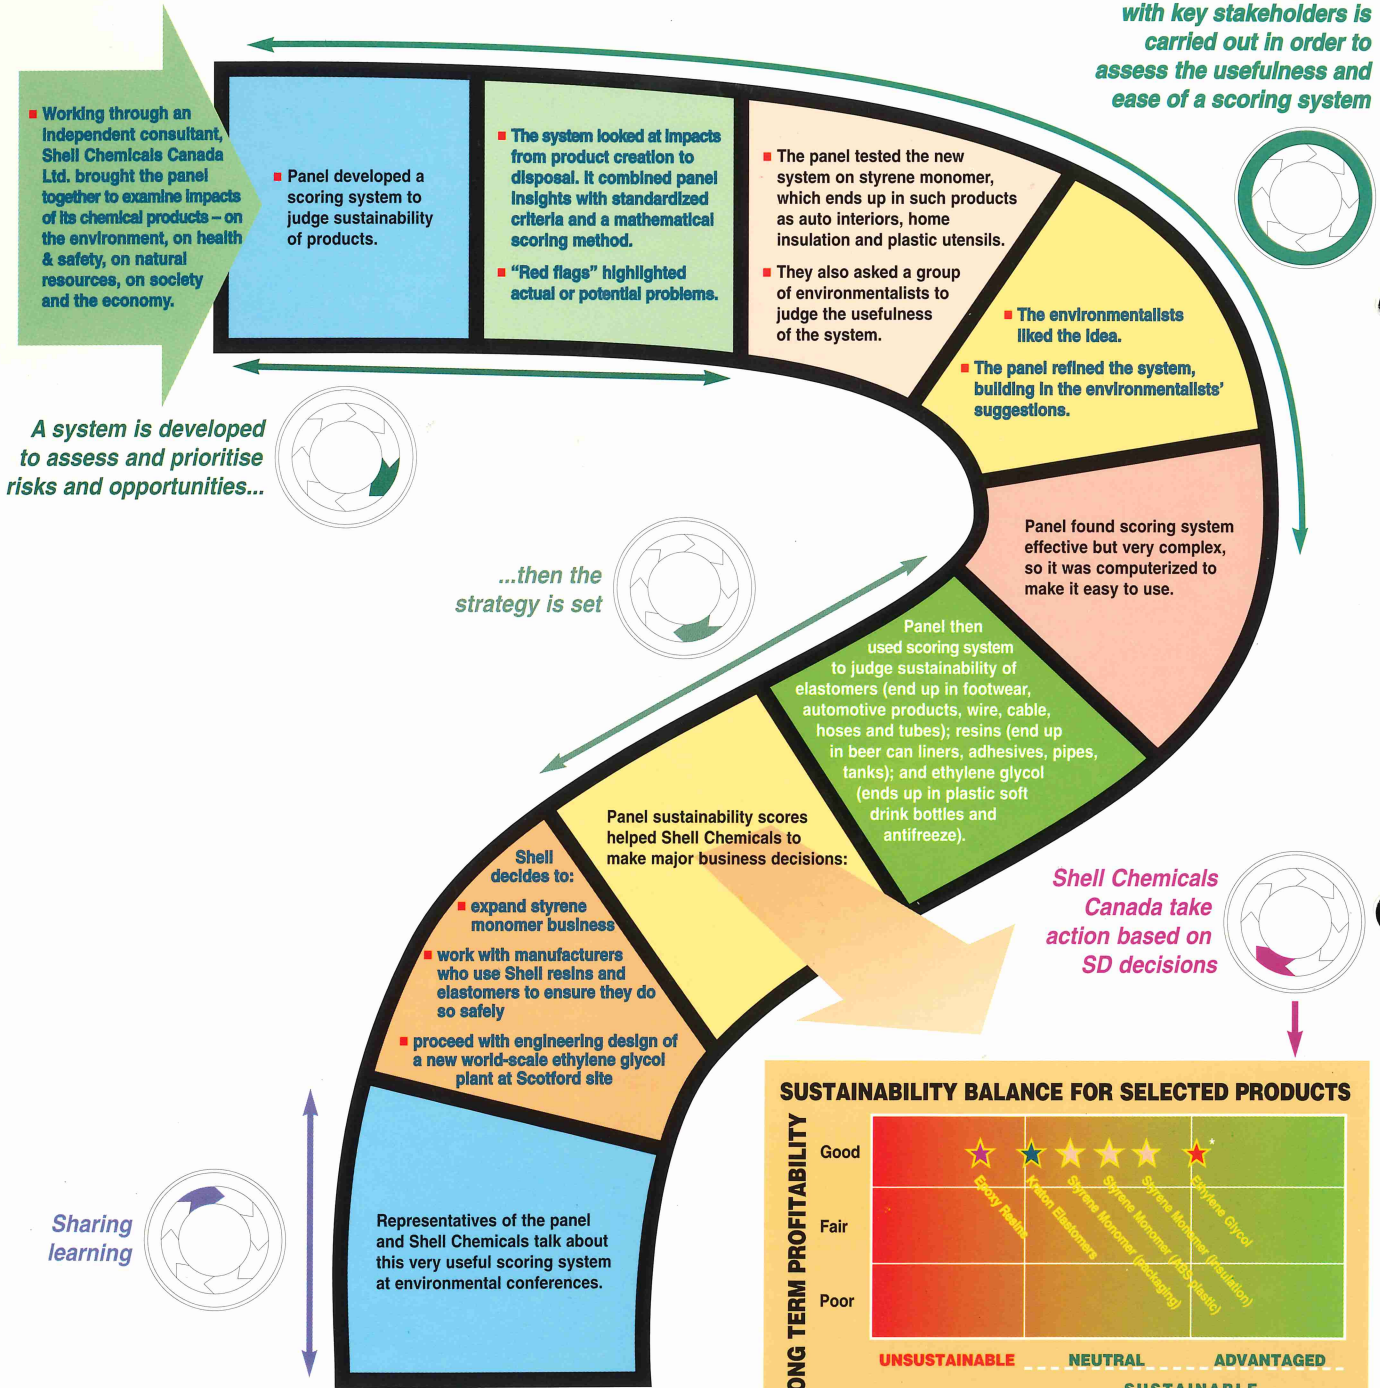 with key stakeholders is
carried out in order to
assess the usefulness and
ease of a scoring system
■ Working through an
independent consultant,
Shell Chemicals Canada
Ltd. brought the panel
together to examine impacts
of its chemical products – on
the environment, on health
& safety, on natural
resources, on society
and the economy.
■ Panel developed a
scoring system to
judge sustainability
of products.
■ The system looked at impacts
from product creation to
disposal. It combined panel
insights with standardized
criteria and a mathematical
scoring method.
■ “Red flags” highlighted
actual or potential problems.
■ The panel tested the new
system on styrene monomer,
which ends up in such products
as auto interiors, home
insulation and plastic utensils.
■ They also asked a group
of environmentalists to
judge the usefulness
of the system.
■ The environmentalists
liked the idea.
■ The panel refined the system,
building in the environmentalists’
suggestions.
A system is developed
to assess and prioritise
risks and opportunities...
Panel found scoring system
effective but very complex,
so it was computerized to
make it easy to use.
...then the
strategy is set
Panel then
used scoring system
to judge sustainability of
elastomers (end up in footwear,
automotive products, wire, cable,
hoses and tubes); resins (end up
in beer can liners, adhesives, pipes,
tanks); and ethylene glycol
(ends up in plastic soft
drink bottles and
antifreeze).
Panel sustainability scores
helped Shell Chemicals to
make major business decisions:
Shell
decides to:
■ expand styrene
monomer business
■ work with manufacturers
who use Shell resins and
elastomers to ensure they do
so safely
■ proceed with engineering design of
a new world-scale ethylene glycol
plant at Scotford site
Shell Chemicals
Canada take
action based on
SD decisions
Sharing
learning
Representatives of the panel
and Shell Chemicals talk about
this very useful scoring system
at environmental conferences.
SUSTAINABILITY BALANCE FOR SELECTED PRODUCTS
ONG TERM PROFITABILITY
Good
Fair
Poor
*
Epoxy Resins
Kraton Elastomers
Styrene Monomer (packaging)
Styrene Monomer (ABS plastic)
Styrene Monomer (insulation)
Ethylene Glycol
UNSUSTAINABLE
NEUTRAL
ADVANTAGED
SUSTAINABLE